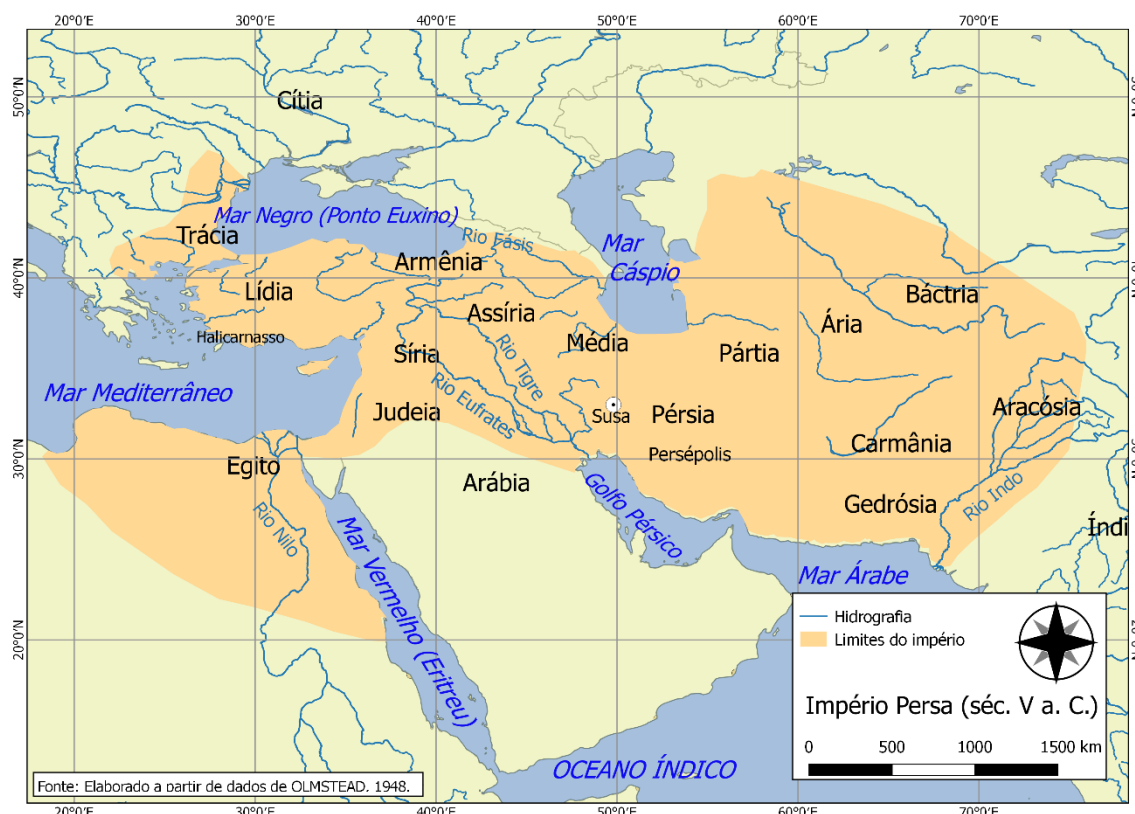 20°0'E 30°0'E 40°0'E 50°0'E 60°0'E 70°0'E
50°0'N
Cítia
Mar Negro (Ponto Euxino)
Trácia
Rio Fásis
Mar
Cáspio
40°0'N
Armênia
Lídia
Báctria
Assíria
Ária
Halicarnasso
Média
Síria
Pártia
Rio Tigre
Mar Mediterrâneo
Rio Eufrates
Judeia
Susa
Pérsia
Aracósia
Carmânia
Persépolis
30°0'N
Egito
Arábia
Golfo Pérsico
Gedrósia
Rio Indo
Rio Nilo
Índi
Mar Vermelho (Eritreu)
Mar Árabe
20°0'N
Hidrografia
Limites do império
Império Persa (séc. V a. C.)
0 500 1000 1500 km
OCEANO ÍNDICO
Fonte: Elaborado a partir de dados de OLMSTEAD. 1948.
20°0'E 30°0'E 40°0'E 50°0'E 60°0'E 70°0'E